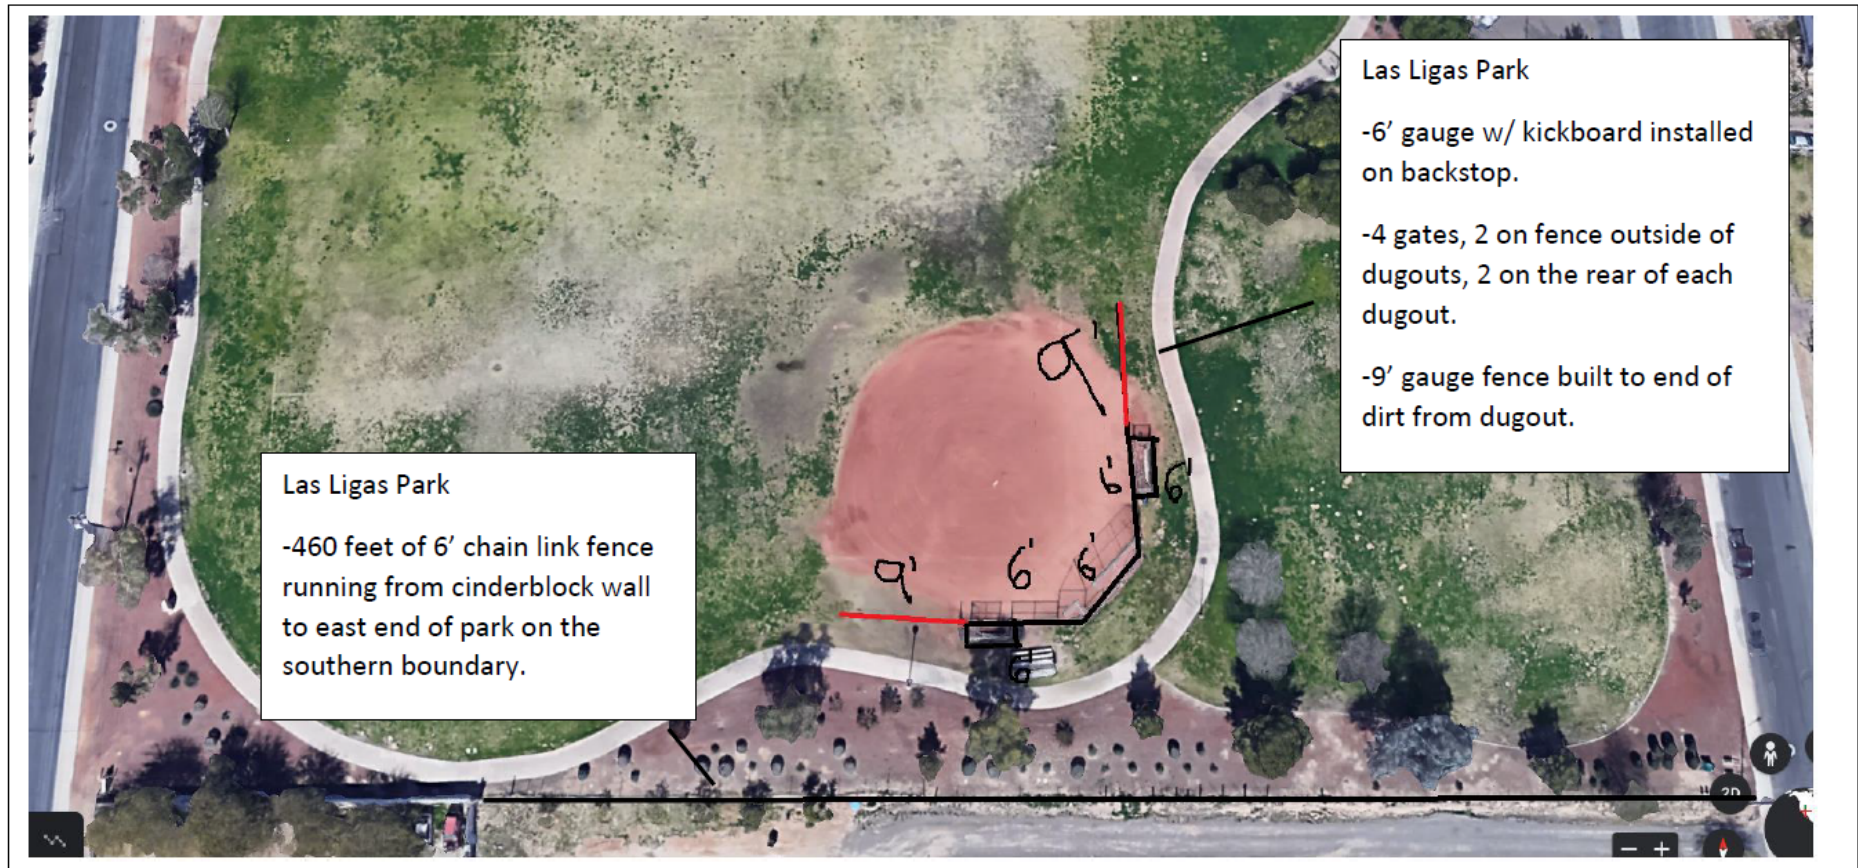 Las Ligas Park
-6’ gauge w/ kickboard installed
on backstop.
-4 gates, 2 on fence outside of
dugouts, 2 on the rear of each
dugout.
-9’ gauge fence built to end of
dirt from dugout.
9'
6'
6'
9'
6'
6'
6'
Las Ligas Park
-460 feet of 6’ chain link fence
running from cinderblock wall
to east end of park on the
southern boundary.
2D